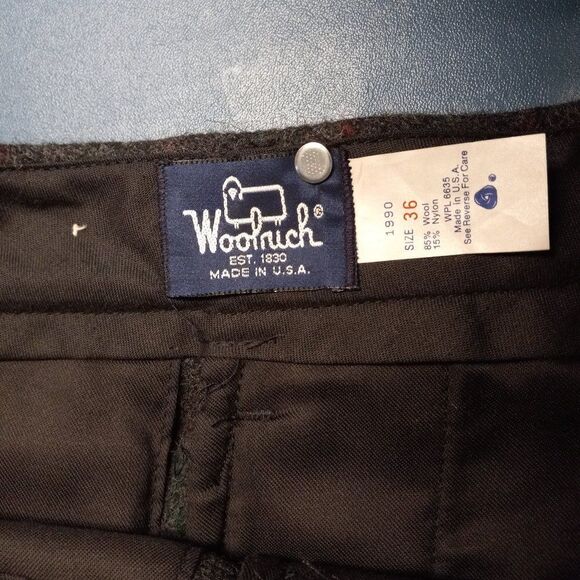 Woolrich®
EST. 1830
MADE IN U.S.A.
1990
SIZE 36
85% Wool
15% Nylon
WPL 6635
Made in U.S.A.
See Reverse For Care